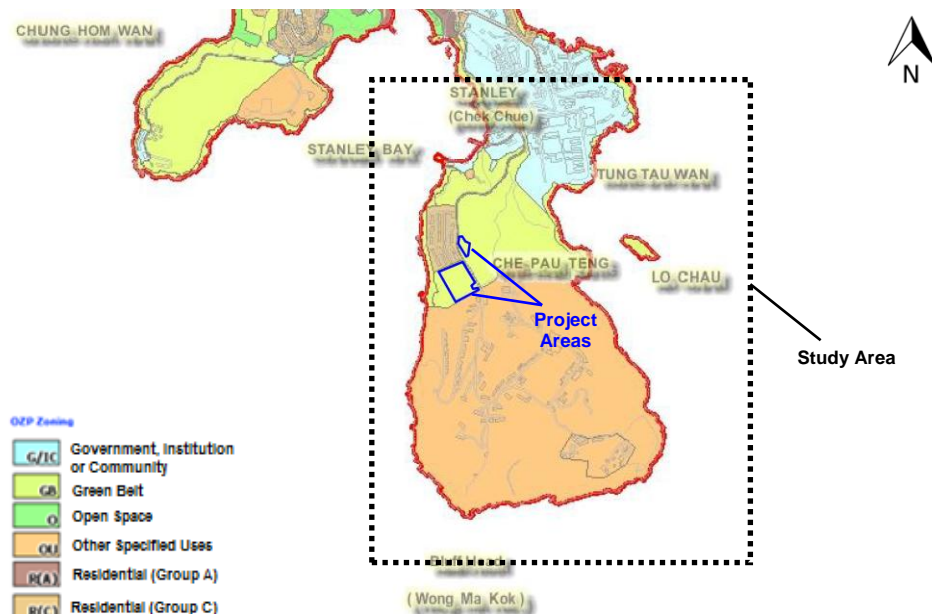 CHUNG HOM WAN
N
STANLEY
(Chek Chue)
STANLEY BAY
TUNG TAU WAN
CHE PAU TENG
LO CHAU
Project
Areas
Study Area
OZP Zoning
G/IC Government, Institution
or Community
GB Green Belt
O Open Space
OU Other Specified Uses
R(A) Residential (Group A)
R(C) Residential (Group C)
Bluff Head
(Wong Ma Kok)